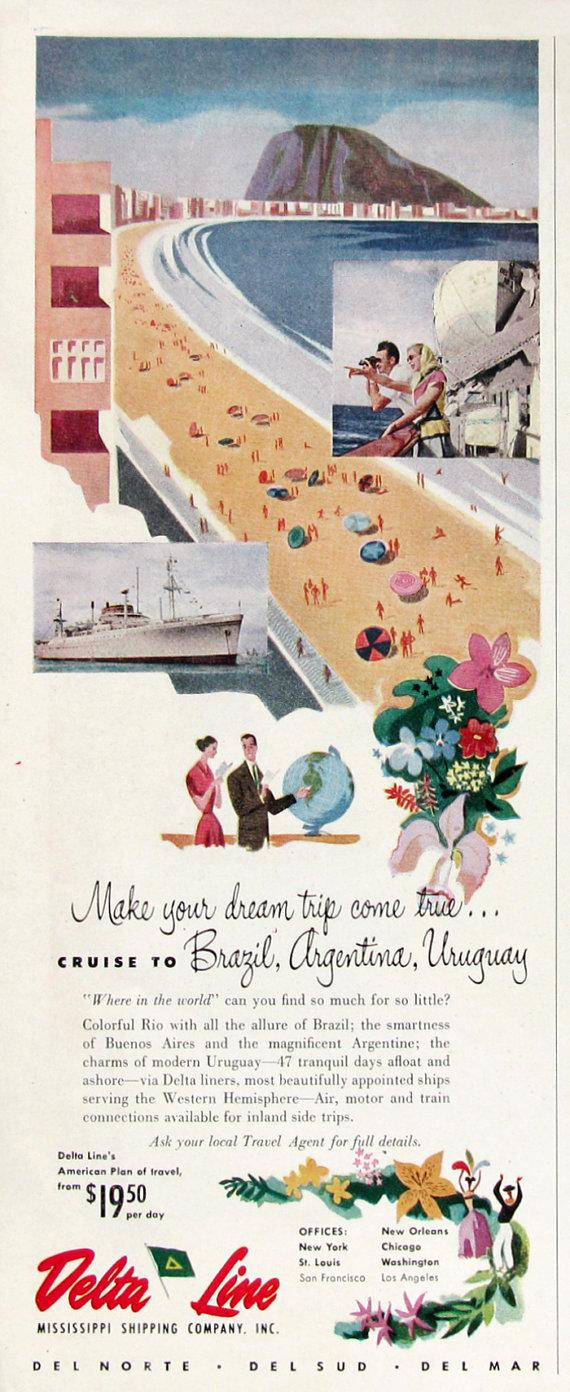 Make your dream trip come true...
CRUISE TO Brazil, Argentina, Uruguay
"Where in the world" can you find so much for so little?
Colorful Rio with all the allure of Brazil; the smartness
of Buenos Aires and the magnificent Argentine; the
charms of modern Uruguay—47 tranquil days afloat and
ashore—via Delta liners, most beautifully appointed ships
serving the Western Hemisphere—Air, motor and train
connections available for inland side trips.
Ask your local Travel Agent for full details.
Delta Line's
American Plan of travel,
from $19 50
per day
OFFICES:
New York
St. Louis
San Francisco
New Orleans
Chicago
Washington
Los Angeles
Delta Line
MISSISSIPPI SHIPPING COMPANY, INC.
DEL NORTE • DEL SUD • DEL MAR